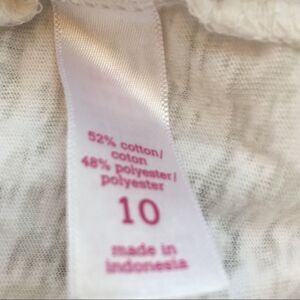 52% cotton/
coton
48% polyester/
polyester
10
made in
indonesia